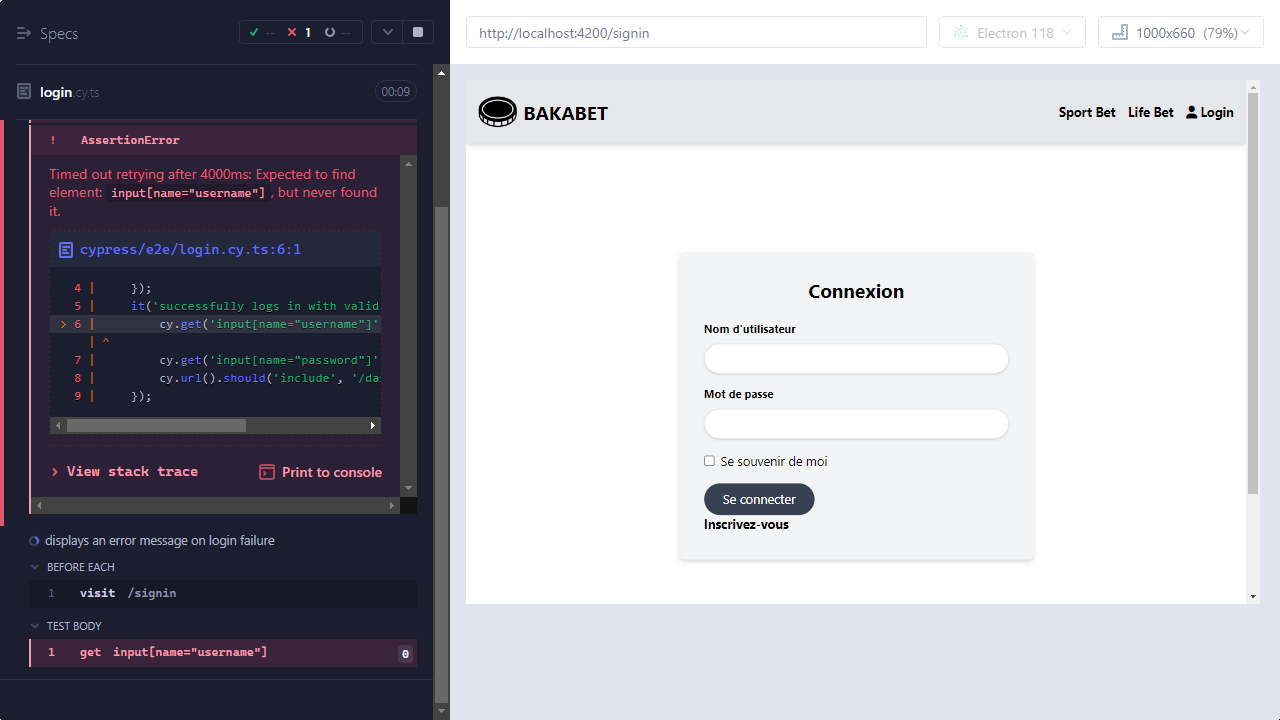 Specs
-- 1 --
login.cy.ts 00:09
! AssertionError
Timed out retrying after 4000ms: Expected to find
element: input[name="username"], but never found
it.
cypress/e2e/login.cy.ts:6:1
4 | });
5 | it('successfully logs in with valid
> 6 | cy.get('input[name="username"]'
| ^
7 | cy.get('input[name="password"]'
8 | cy.url().should('include', '/da
9 | });
> View stack trace Print to console
displays an error message on login failure
BEFORE EACH
1 visit /signin
TEST BODY
1 get input[name="username"] 0
http://localhost:4200/signin Electron 118 1000x660 (79%)
BAKABET Sport Bet Life Bet Login
Connexion
Nom d'utilisateur
Mot de passe
Se souvenir de moi
Se connecter
Inscrivez-vous